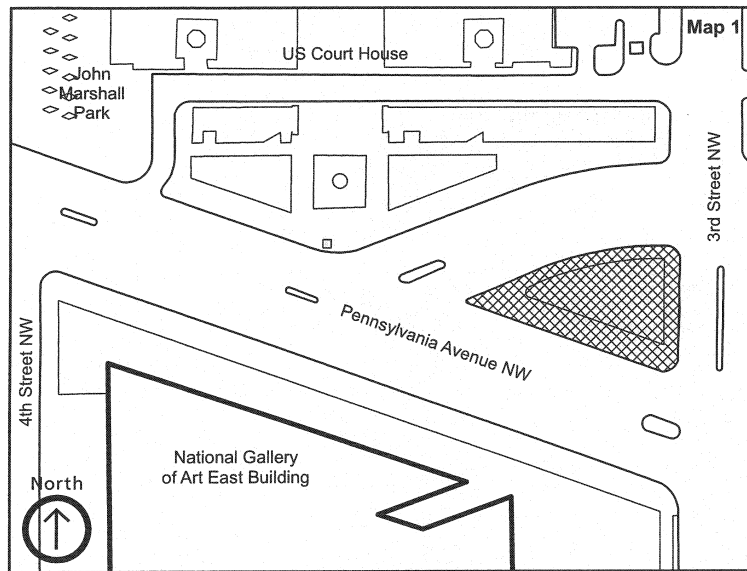 Map 1
US Court House
John
Marshall
Park
3rd Street NW
Pennsylvania Avenue NW
4th Street NW
National Gallery
of Art East Building
North